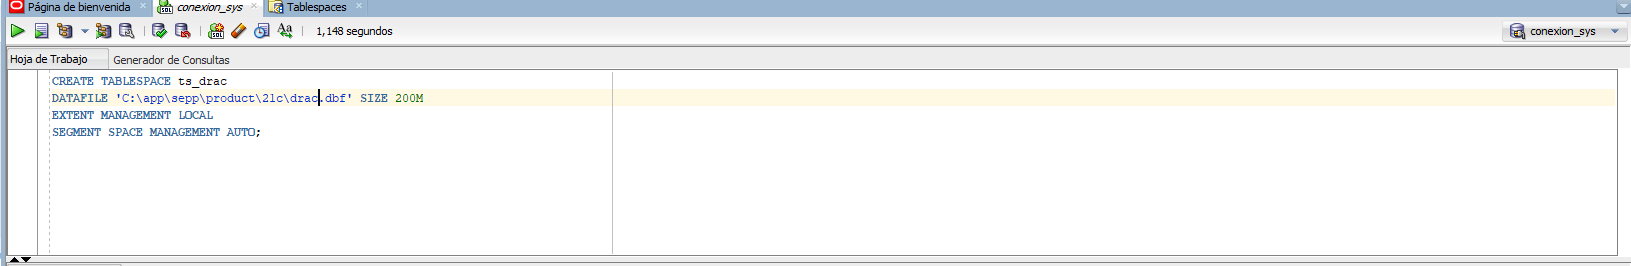 Página de bienvenida
conexion_sys
Tablespaces
1,148 segundos
conexion_sys
Hoja de Trabajo
Generador de Consultas
CREATE TABLESPACE ts_drac
DATAFILE 'C:\app\sepp\product\21c\drac.dbf' SIZE 200M
EXTENT MANAGEMENT LOCAL
SEGMENT SPACE MANAGEMENT AUTO;